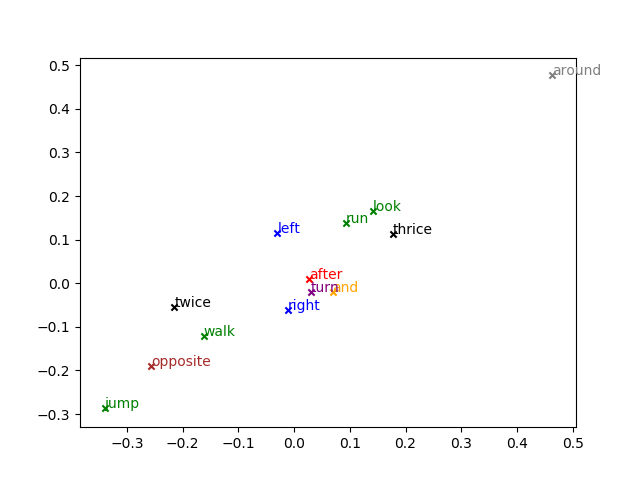 0.5
around
0.4
0.3
0.2
look
run
left
thrice
0.1
after
0.0
turn
and
twice
right
−0.1
walk
opposite
−0.2
jump
−0.3
−0.3 −0.2 −0.1 0.0 0.1 0.2 0.3 0.4 0.5